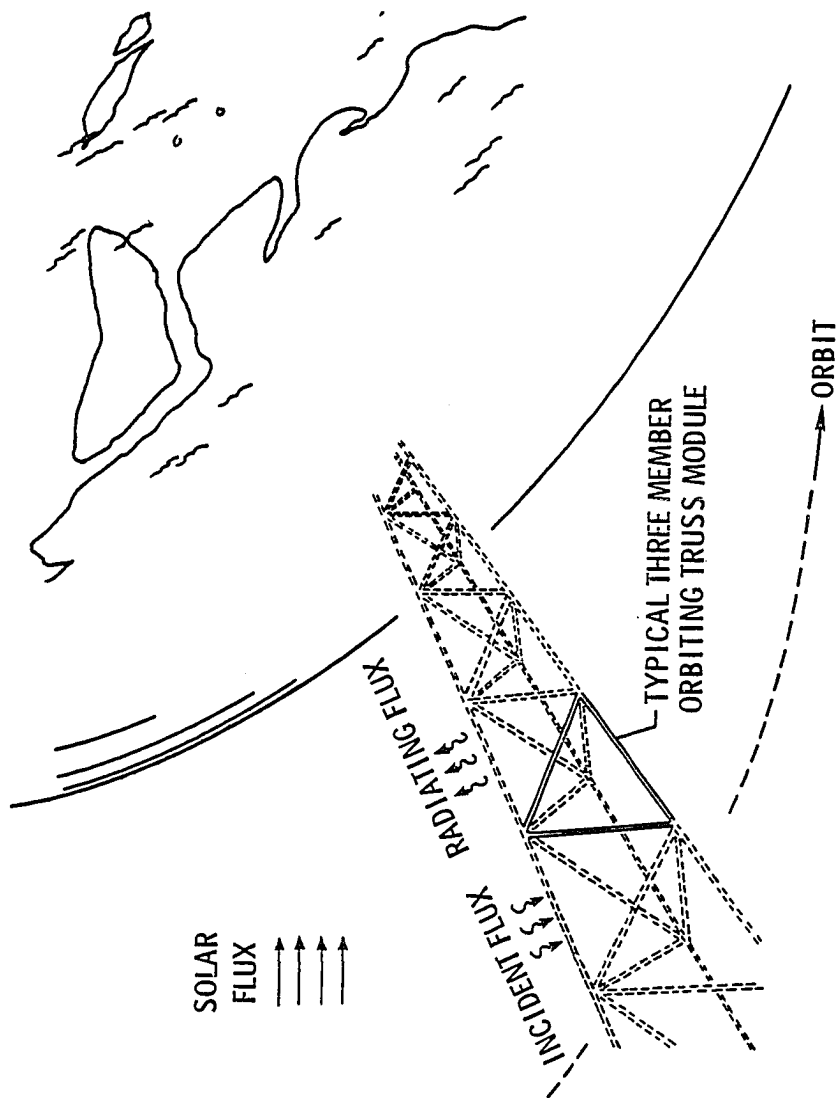 SOLAR
FLUX
INCIDENT FLUX
RADIATING FLUX
TYPICAL THREE MEMBER
ORBITING TRUSS MODULE
ORBIT